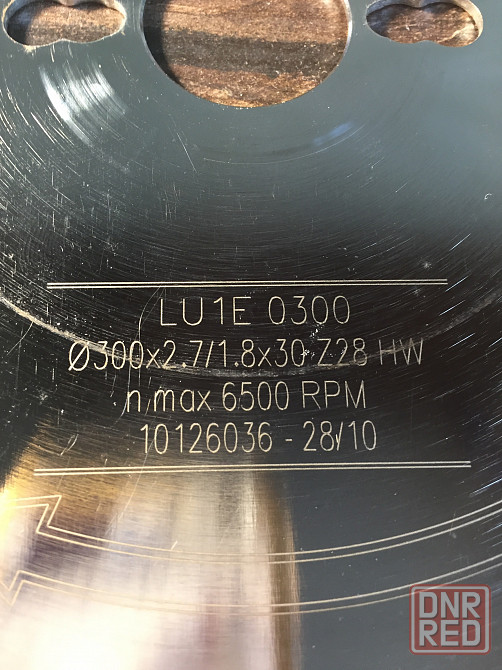 LU1E 0300
Ø300x2.7/1.8x30 Z28 HW
n max 6500 RPM
10126036 - 28/10
DNR
RED